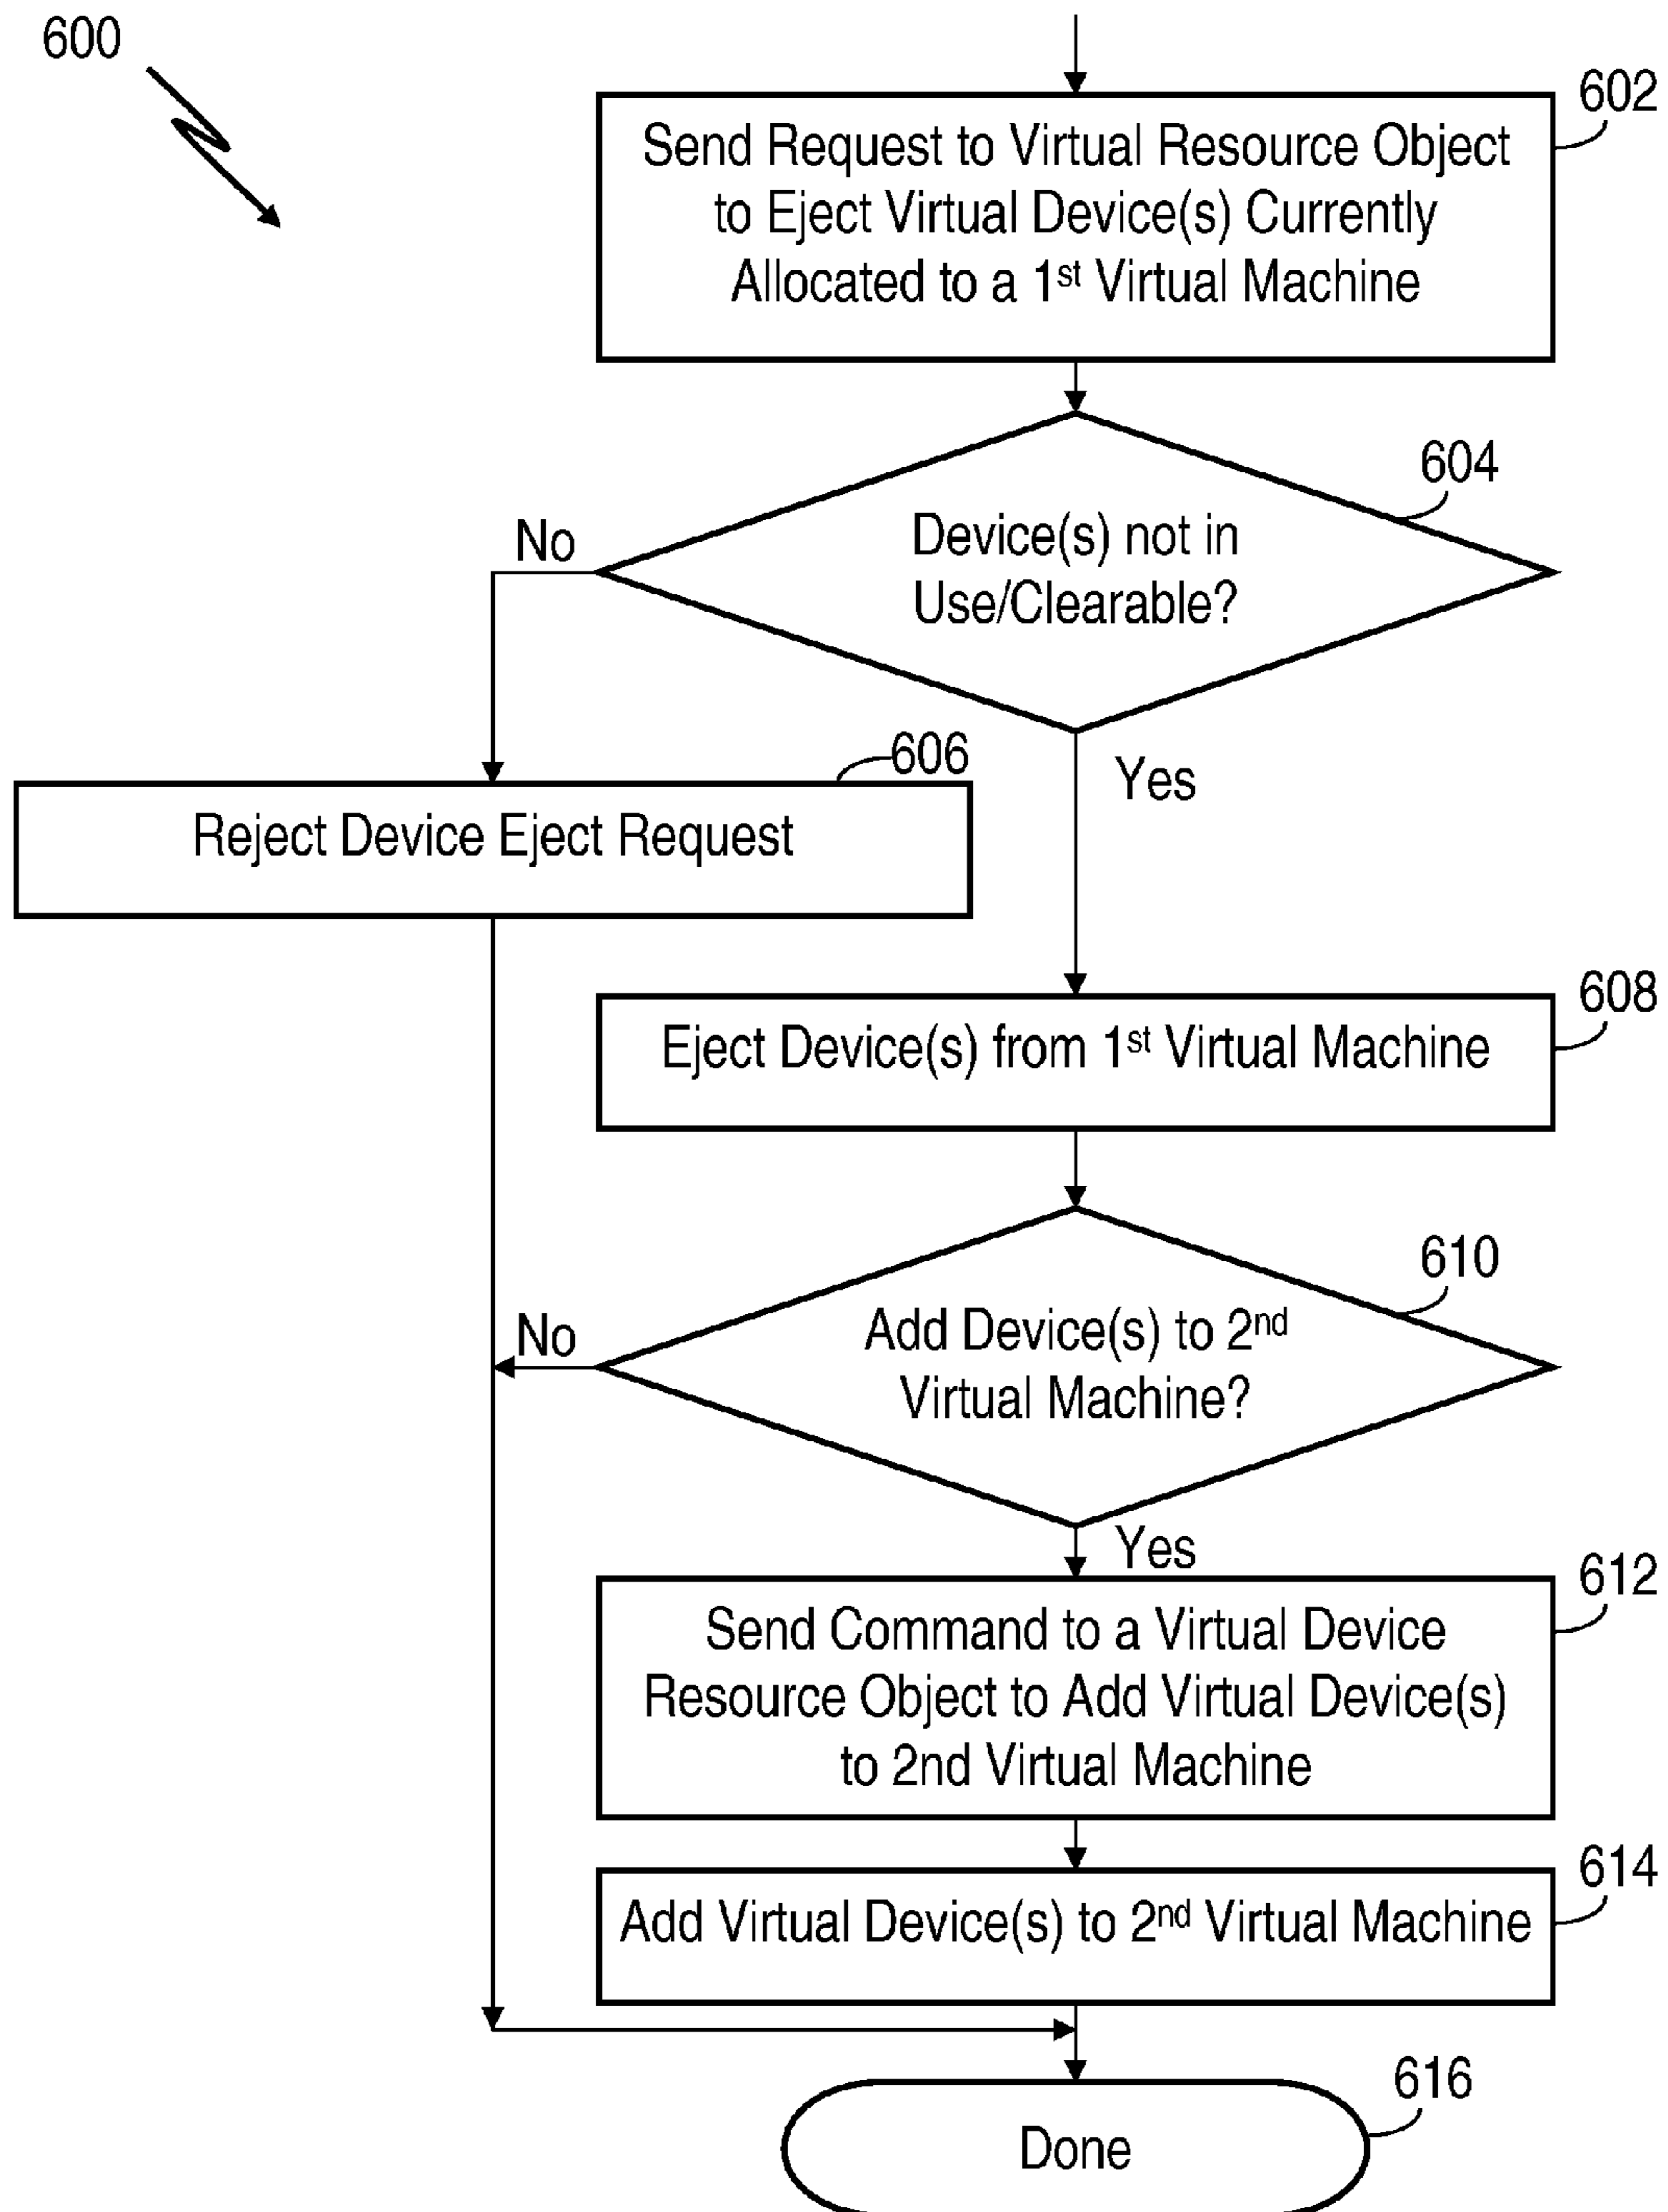 600
602
Send Request to Virtual Resource Object
to Eject Virtual Device(s) Currently
Allocated to a 1st Virtual Machine
604
Device(s) not in
Use/Clearable?
No
Yes
606
Reject Device Eject Request
608
Eject Device(s) from 1st Virtual Machine
610
Add Device(s) to 2nd
Virtual Machine?
No
Yes
612
Send Command to a Virtual Device
Resource Object to Add Virtual Device(s)
to 2nd Virtual Machine
614
Add Virtual Device(s) to 2nd Virtual Machine
616
Done